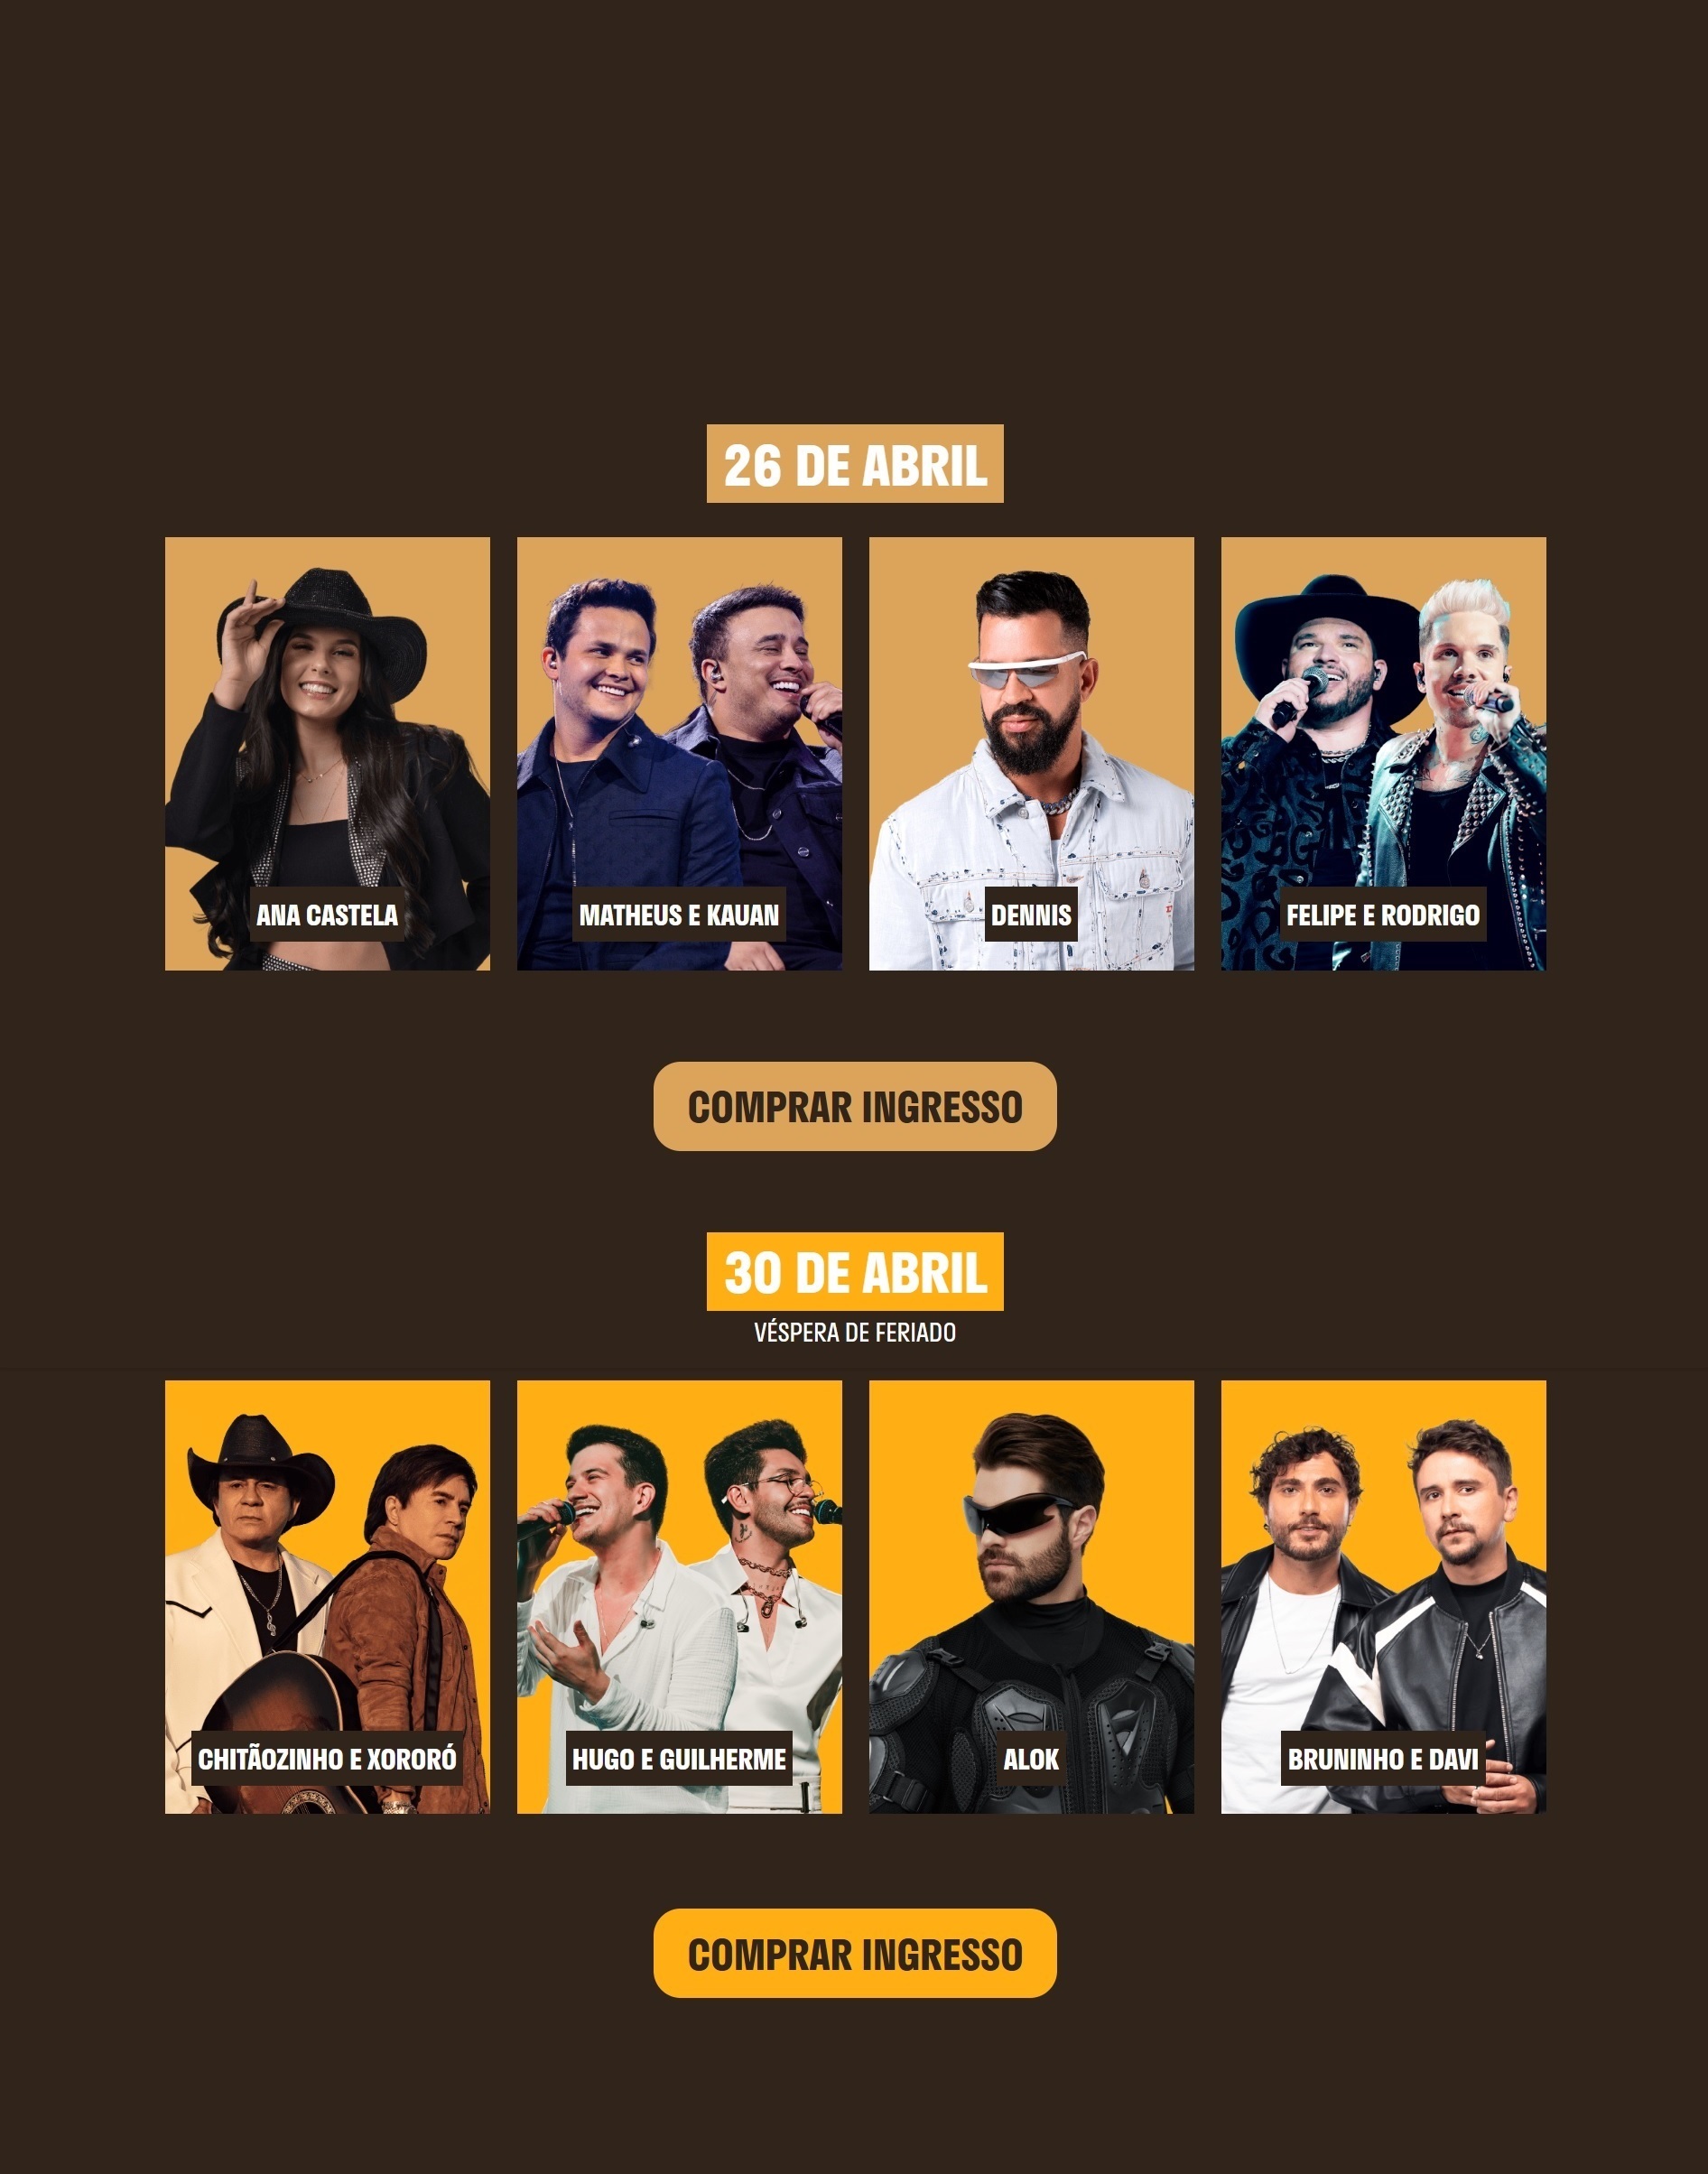 26 DE ABRIL
ANA CASTELA
MATHEUS E KAUAN
DENNIS
FELIPE E RODRIGO
COMPRAR INGRESSO
30 DE ABRIL
VÉSPERA DE FERIADO
CHITÃOZINHO E XORORÓ
HUGO E GUILHERME
ALOK
BRUNINHO E DAVI
COMPRAR INGRESSO